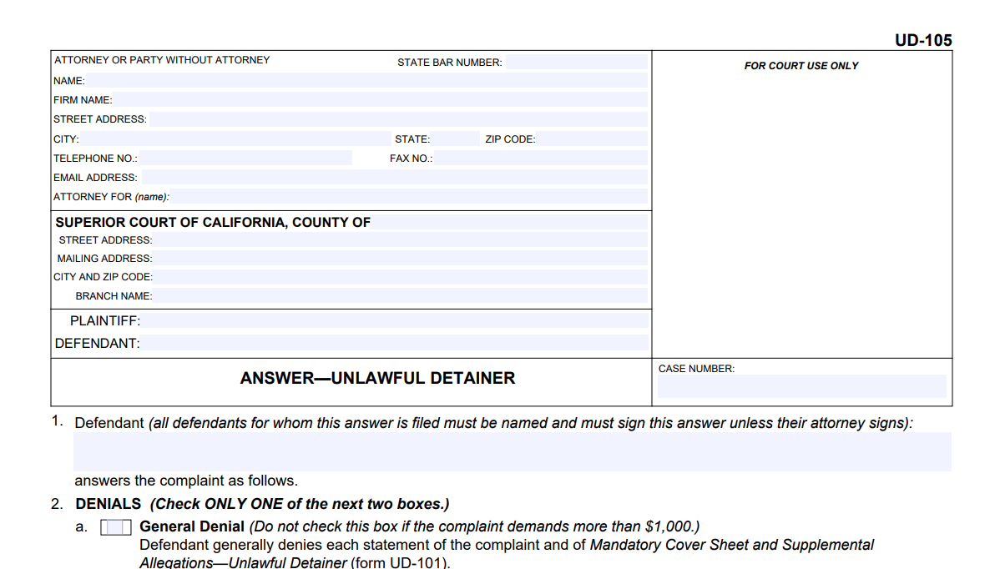 UD-105
ATTORNEY OR PARTY WITHOUT ATTORNEY STATE BAR NUMBER:
FOR COURT USE ONLY
NAME:
FIRM NAME:
STREET ADDRESS:
CITY: STATE: ZIP CODE:
TELEPHONE NO.: FAX NO.:
EMAIL ADDRESS:
ATTORNEY FOR (name):
SUPERIOR COURT OF CALIFORNIA, COUNTY OF
STREET ADDRESS:
MAILING ADDRESS:
CITY AND ZIP CODE:
BRANCH NAME:
PLAINTIFF:
DEFENDANT:
ANSWER—UNLAWFUL DETAINER
CASE NUMBER:
1. Defendant (all defendants for whom this answer is filed must be named and must sign this answer unless their attorney signs):
answers the complaint as follows.
2. DENIALS (Check ONLY ONE of the next two boxes.)
a. General Denial (Do not check this box if the complaint demands more than $1,000.)
Defendant generally denies each statement of the complaint and of Mandatory Cover Sheet and Supplemental
Allegations—Unlawful Detainer (form UD-101).